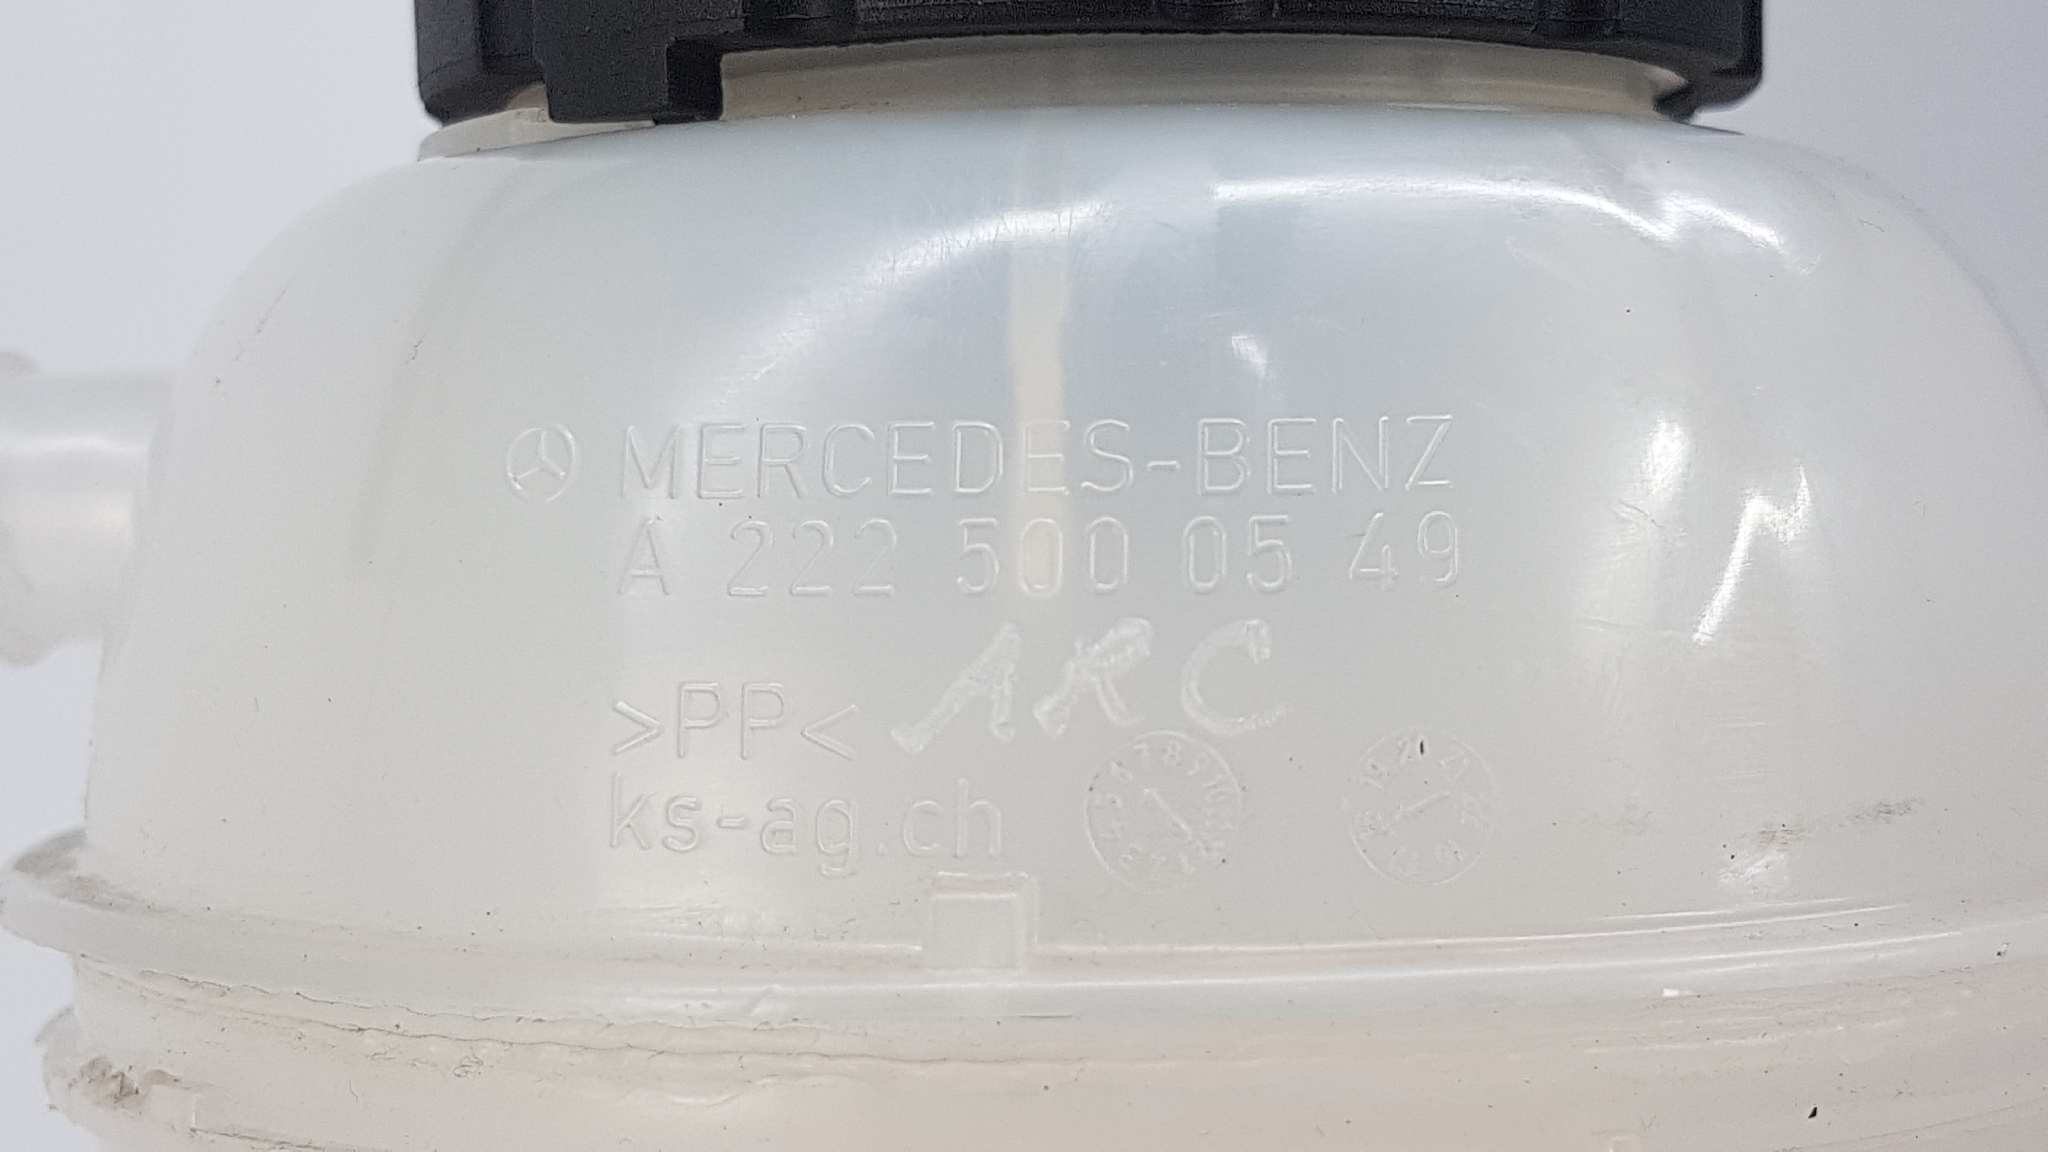 MERCEDES-BENZ
A 222 500 05 49
ARC
>PP<
ks-ag.ch